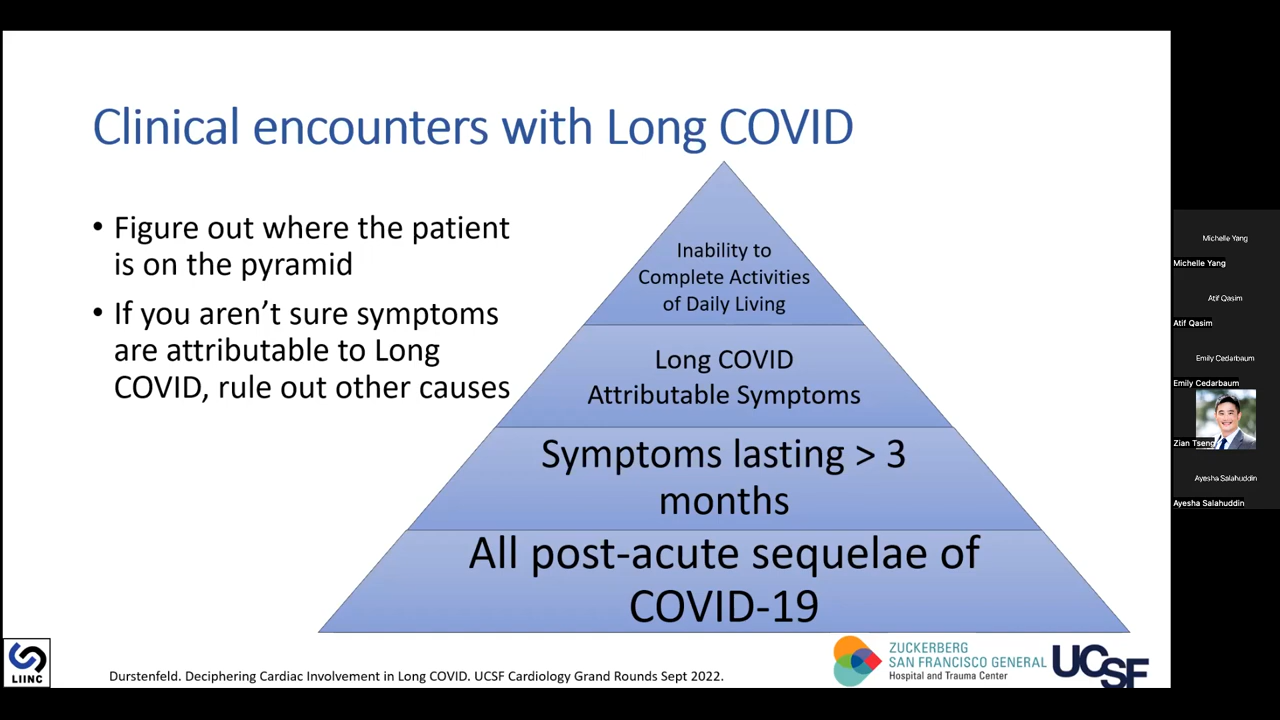 Clinical encounters with Long COVID
• Figure out where the patient
is on the pyramid
• If you aren’t sure symptoms
are attributable to Long
COVID, rule out other causes
Inability to
Complete Activities
of Daily Living
Long COVID
Attributable Symptoms
Symptoms lasting > 3
months
All post-acute sequelae of
COVID-19
LIINC
Durstenfeld. Deciphering Cardiac Involvement in Long COVID. UCSF Cardiology Grand Rounds Sept 2022.
ZUCKERBERG
SAN FRANCISCO GENERAL
Hospital and Trauma Center
UCSF
Michelle Yang
Michelle Yang
Atif Qasim
Atif Qasim
Emily Cedarbaum
Emily Cedarbaum
Zian Tseng
Ayesha Salahuddin
Ayesha Salahuddin